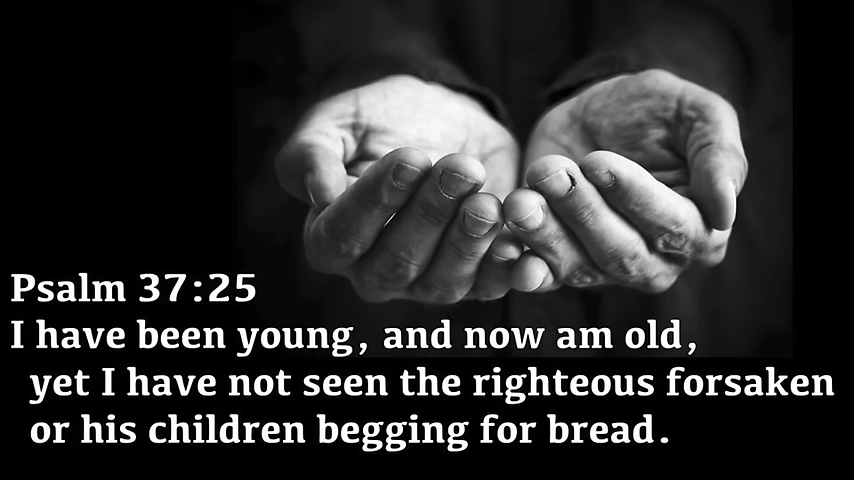 Psalm 37:25
I have been young, and now am old,
yet I have not seen the righteous forsaken
or his children begging for bread.